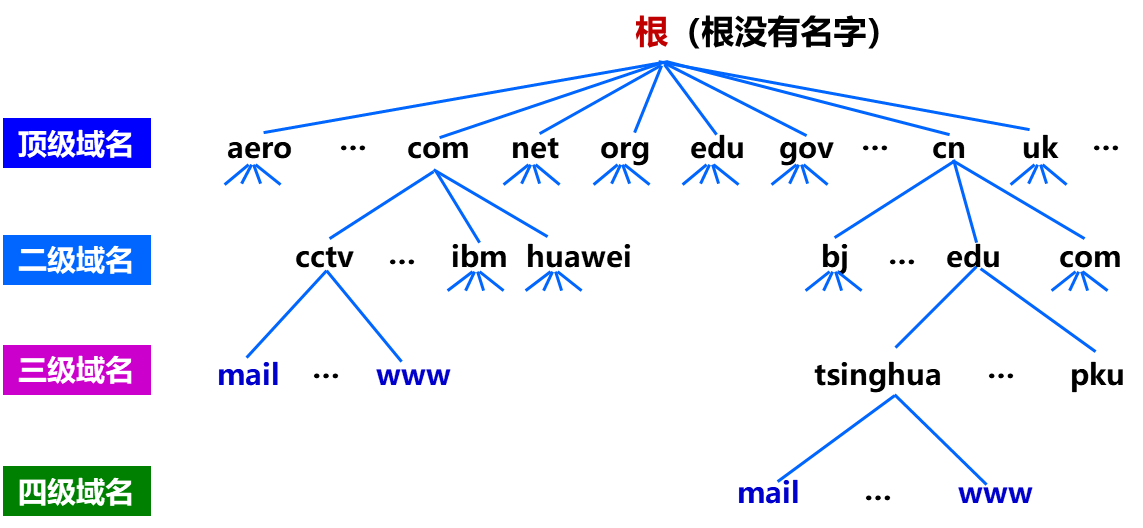 根（根没有名字）
顶级域名 aero … com net org edu gov … cn uk …
二级域名 cctv … ibm huawei bj … edu com
三级域名 mail … www tsinghua … pku
四级域名 mail … www